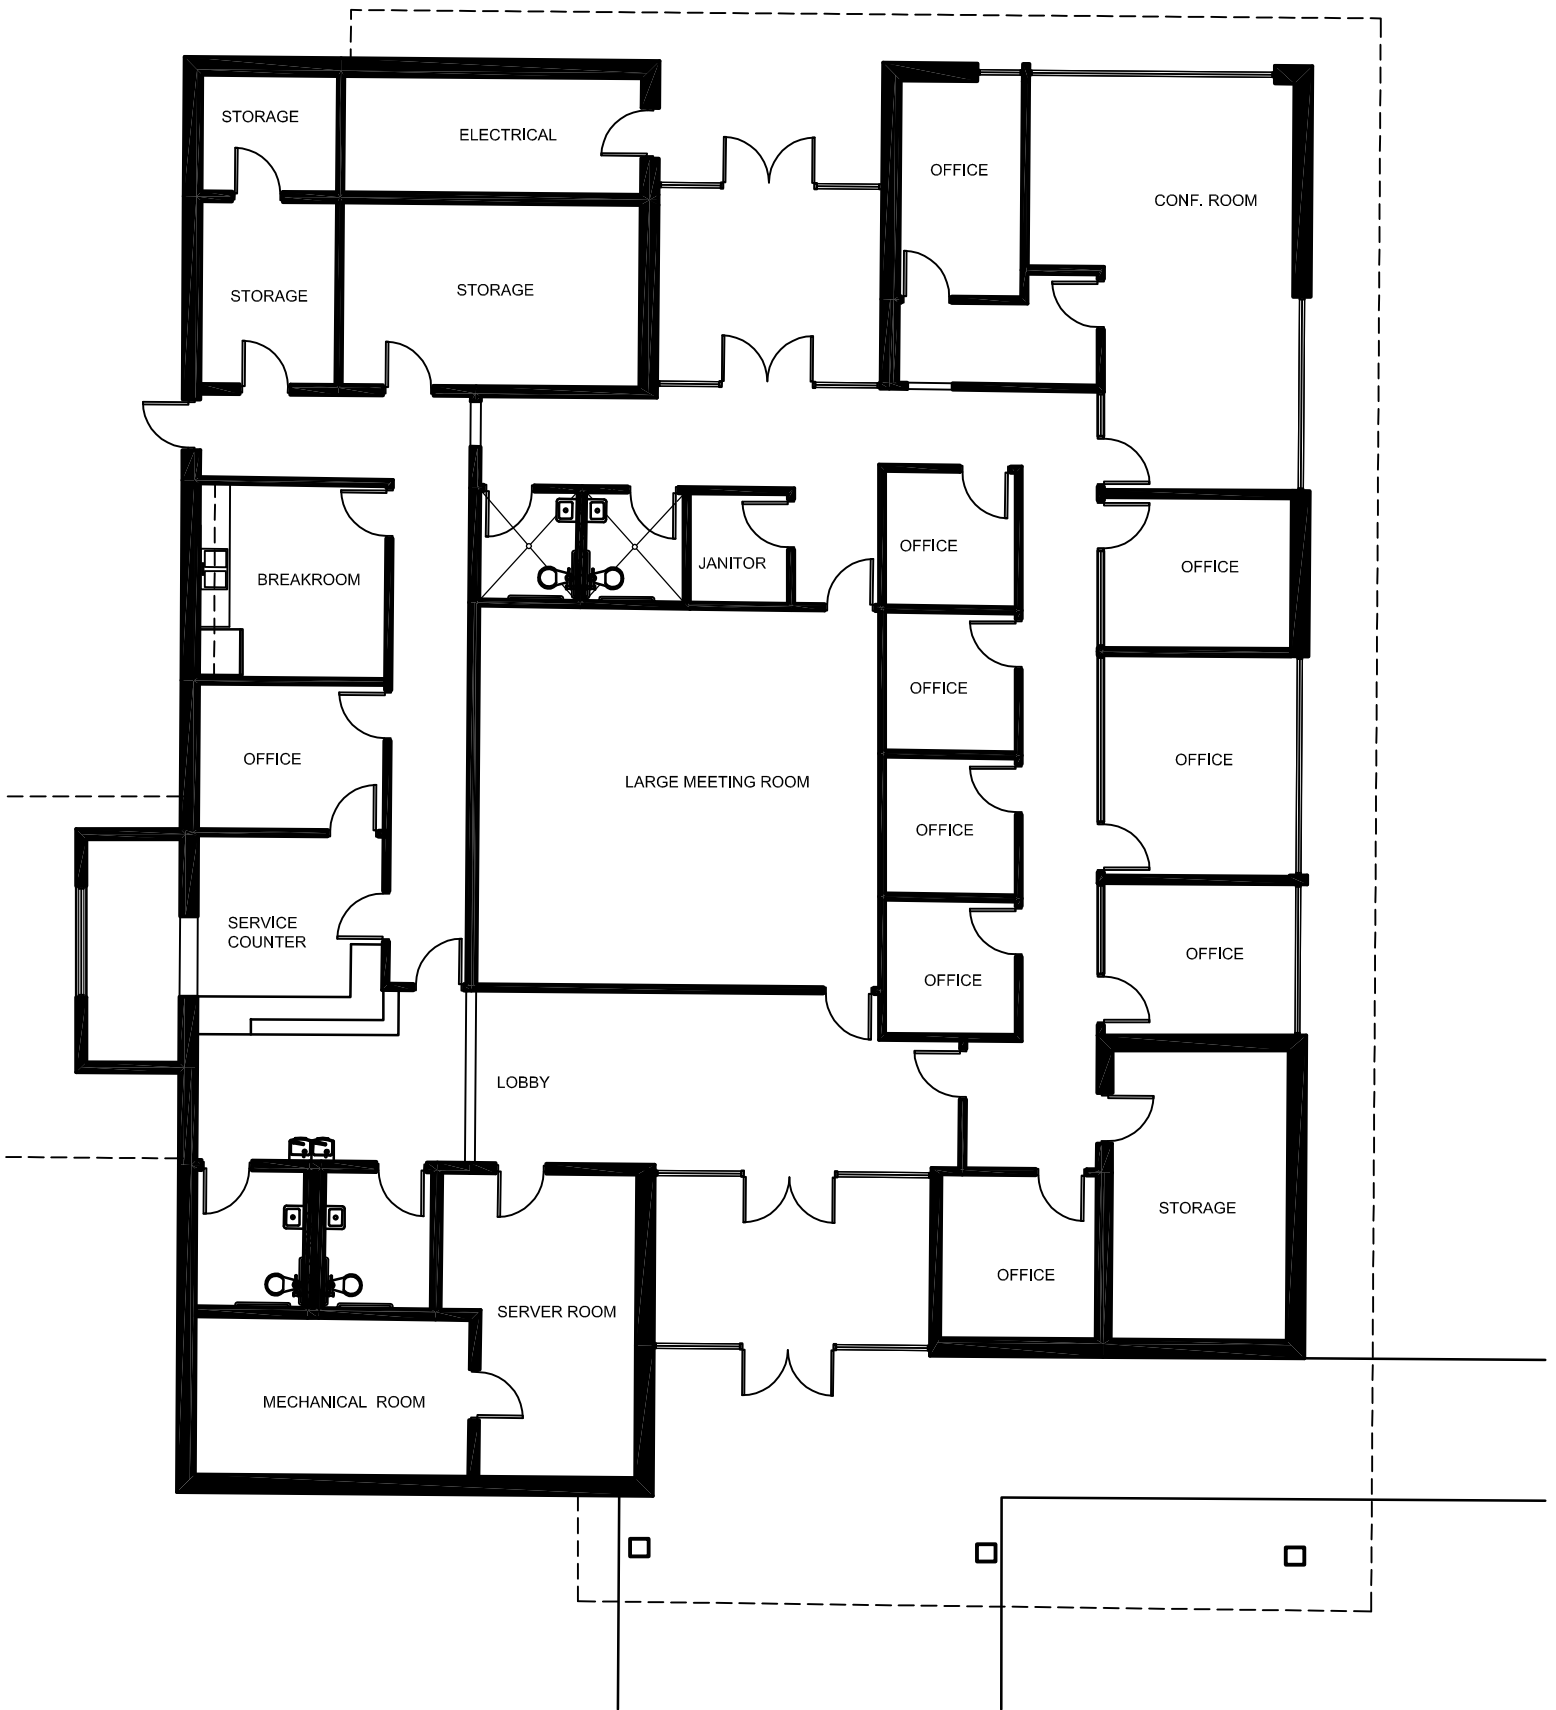 STORAGE
ELECTRICAL
OFFICE
CONF. ROOM
STORAGE
STORAGE
OFFICE
JANITOR
OFFICE
BREAKROOM
OFFICE
OFFICE
OFFICE
LARGE MEETING ROOM
OFFICE
SERVICE
COUNTER
OFFICE
OFFICE
LOBBY
STORAGE
OFFICE
SERVER ROOM
MECHANICAL ROOM